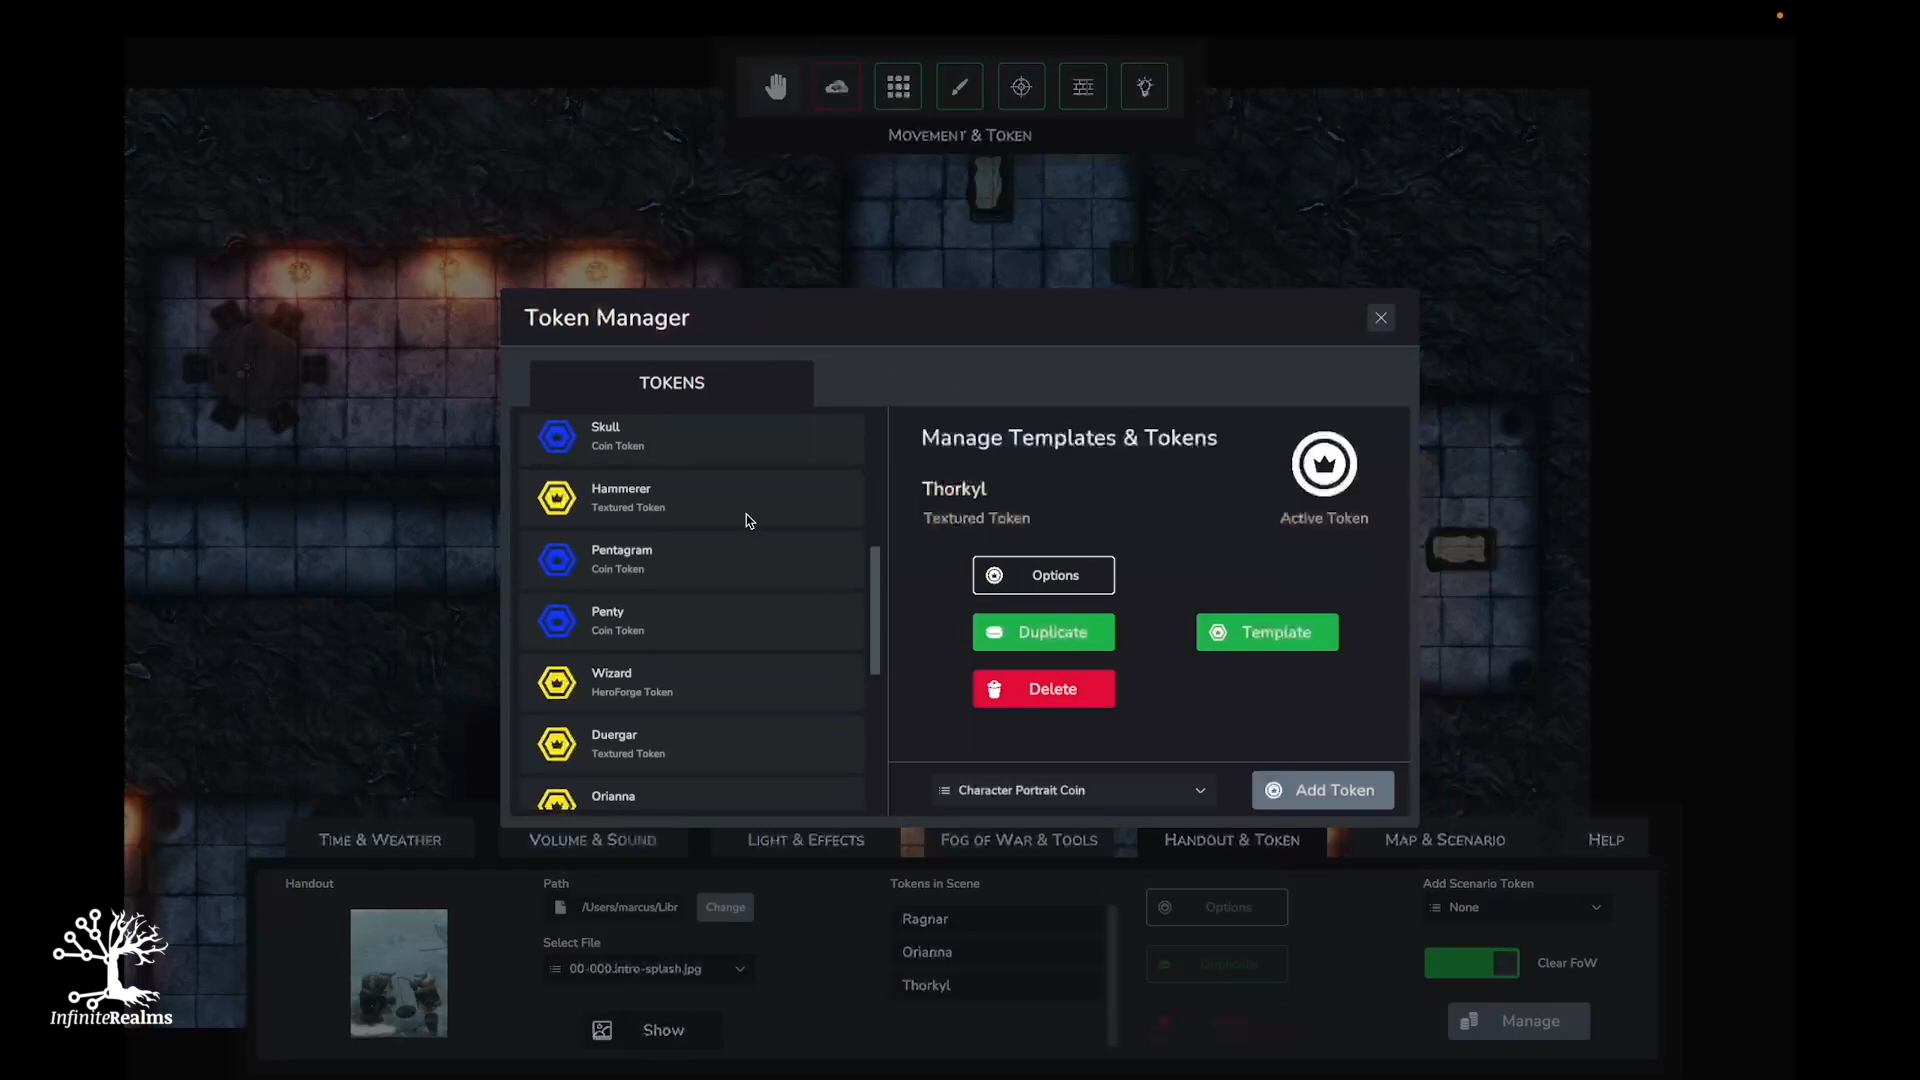 MOVEMENT & TOKEN
Token Manager
TOKENS
Skull
Coin Token
Hammerer
Textured Token
Pentagram
Coin Token
Penty
Coin Token
Wizard
HeroForge Token
Duergar
Textured Token
Orianna
Manage Templates & Tokens
Thorkyl
Textured Token
Active Token
Options
Duplicate
Template
Delete
Character Portrait Coin
Add Token
TIME & WEATHER
VOLUME & SOUND
LIGHT & EFFECTS
FOG OF WAR & TOOLS
HANDOUT & TOKEN
MAP & SCENARIO
HELP
Handout
Path
/Users/marcus/Libr
Change
Select File
00-000.intro-splash.jpg
Show
Tokens in Scene
Ragnar
Orianna
Thorkyl
Options
Duplicate
Add Scenario Token
None
Clear FoW
Manage
InfiniteRealms